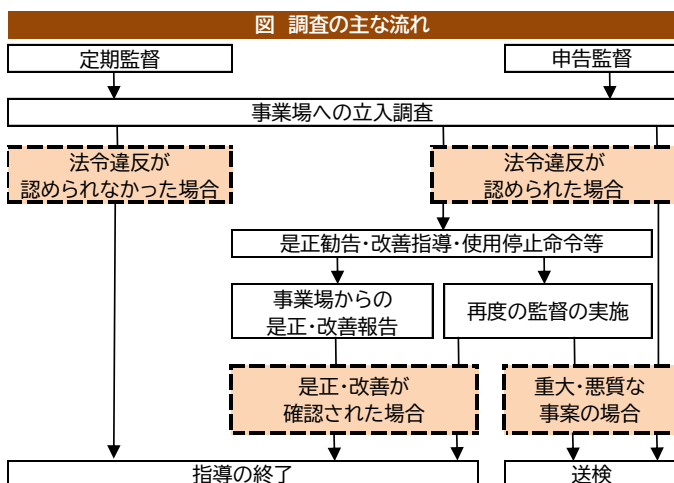 図 調査の主な流れ
定期監督
申告監督
事業場への立入調査
法令違反が
認められなかった場合
法令違反が
認められた場合
是正勧告・改善指導・使用停止命令等
事業場からの
是正・改善報告
再度の監督の実施
是正・改善が
確認された場合
重大・悪質な
事案の場合
指導の終了
送検